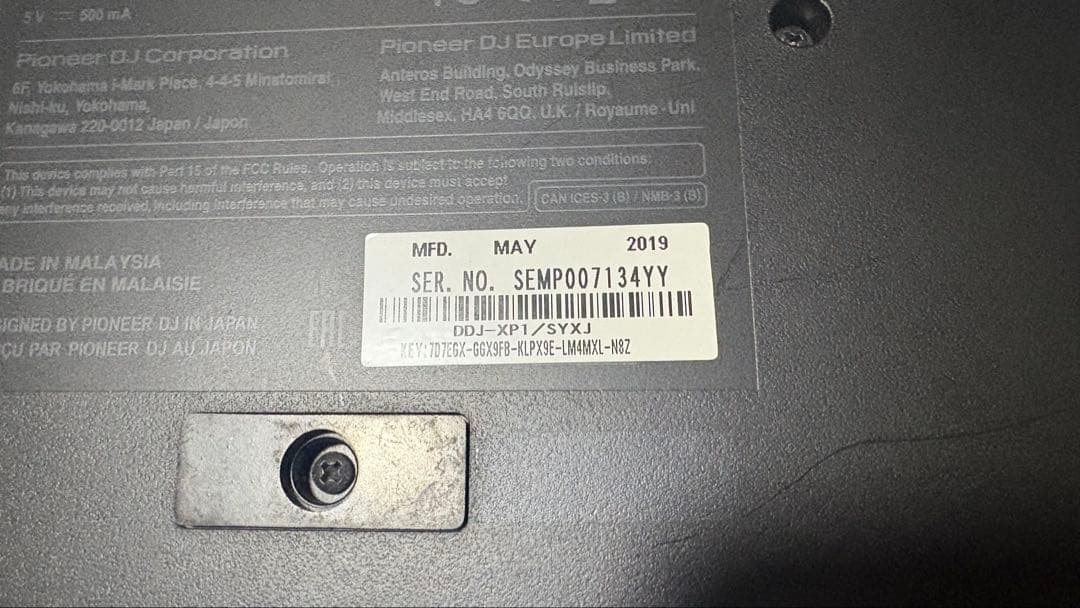 5 V ⎓ 500 mA
Pioneer DJ Corporation
6F, Yokohama i-Mark Place, 4-4-5 Minatomirai,
Nishi-ku, Yokohama,
Kanagawa 220-0012 Japan / Japon
Pioneer DJ Europe Limited
Anteros Building, Odyssey Business Park,
West End Road, South Ruislip,
Middlesex, HA4 6QQ, U.K. / Royaume-Uni
This device complies with Part 15 of the FCC Rules. Operation is subject to the following two conditions:
(1) This device may not cause harmful interference, and (2) this device must accept
any interference received, including interference that may cause undesired operation.
CAN ICES-3 (B) / NMB-3 (B)
ADE IN MALAYSIA
BRIQUE EN MALAISIE
SIGNED BY PIONEER DJ IN JAPAN
ÇU PAR PIONEER DJ AU JAPON
EAC
MFD. MAY 2019
SER. NO. SEMP007134YY
DDJ-XP1/SYXJ
KEY:7D7EGX-GGX9FB-KLPX9E-LM4MXL-N8Z